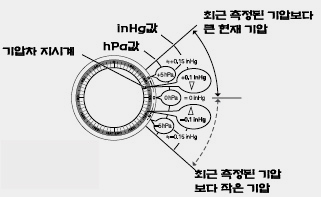 최근 측정된 기압보다
큰 현재 기압
inHg값
hPa값
기압차 지시계
≒+0.15 inHg
+5hPa
+0.1 inHg
0hPa
= 0 inHg
-0.1 inHg
-5hPa
≒-0.15 inHg
최근 측정된 기압
보다 작은 기압